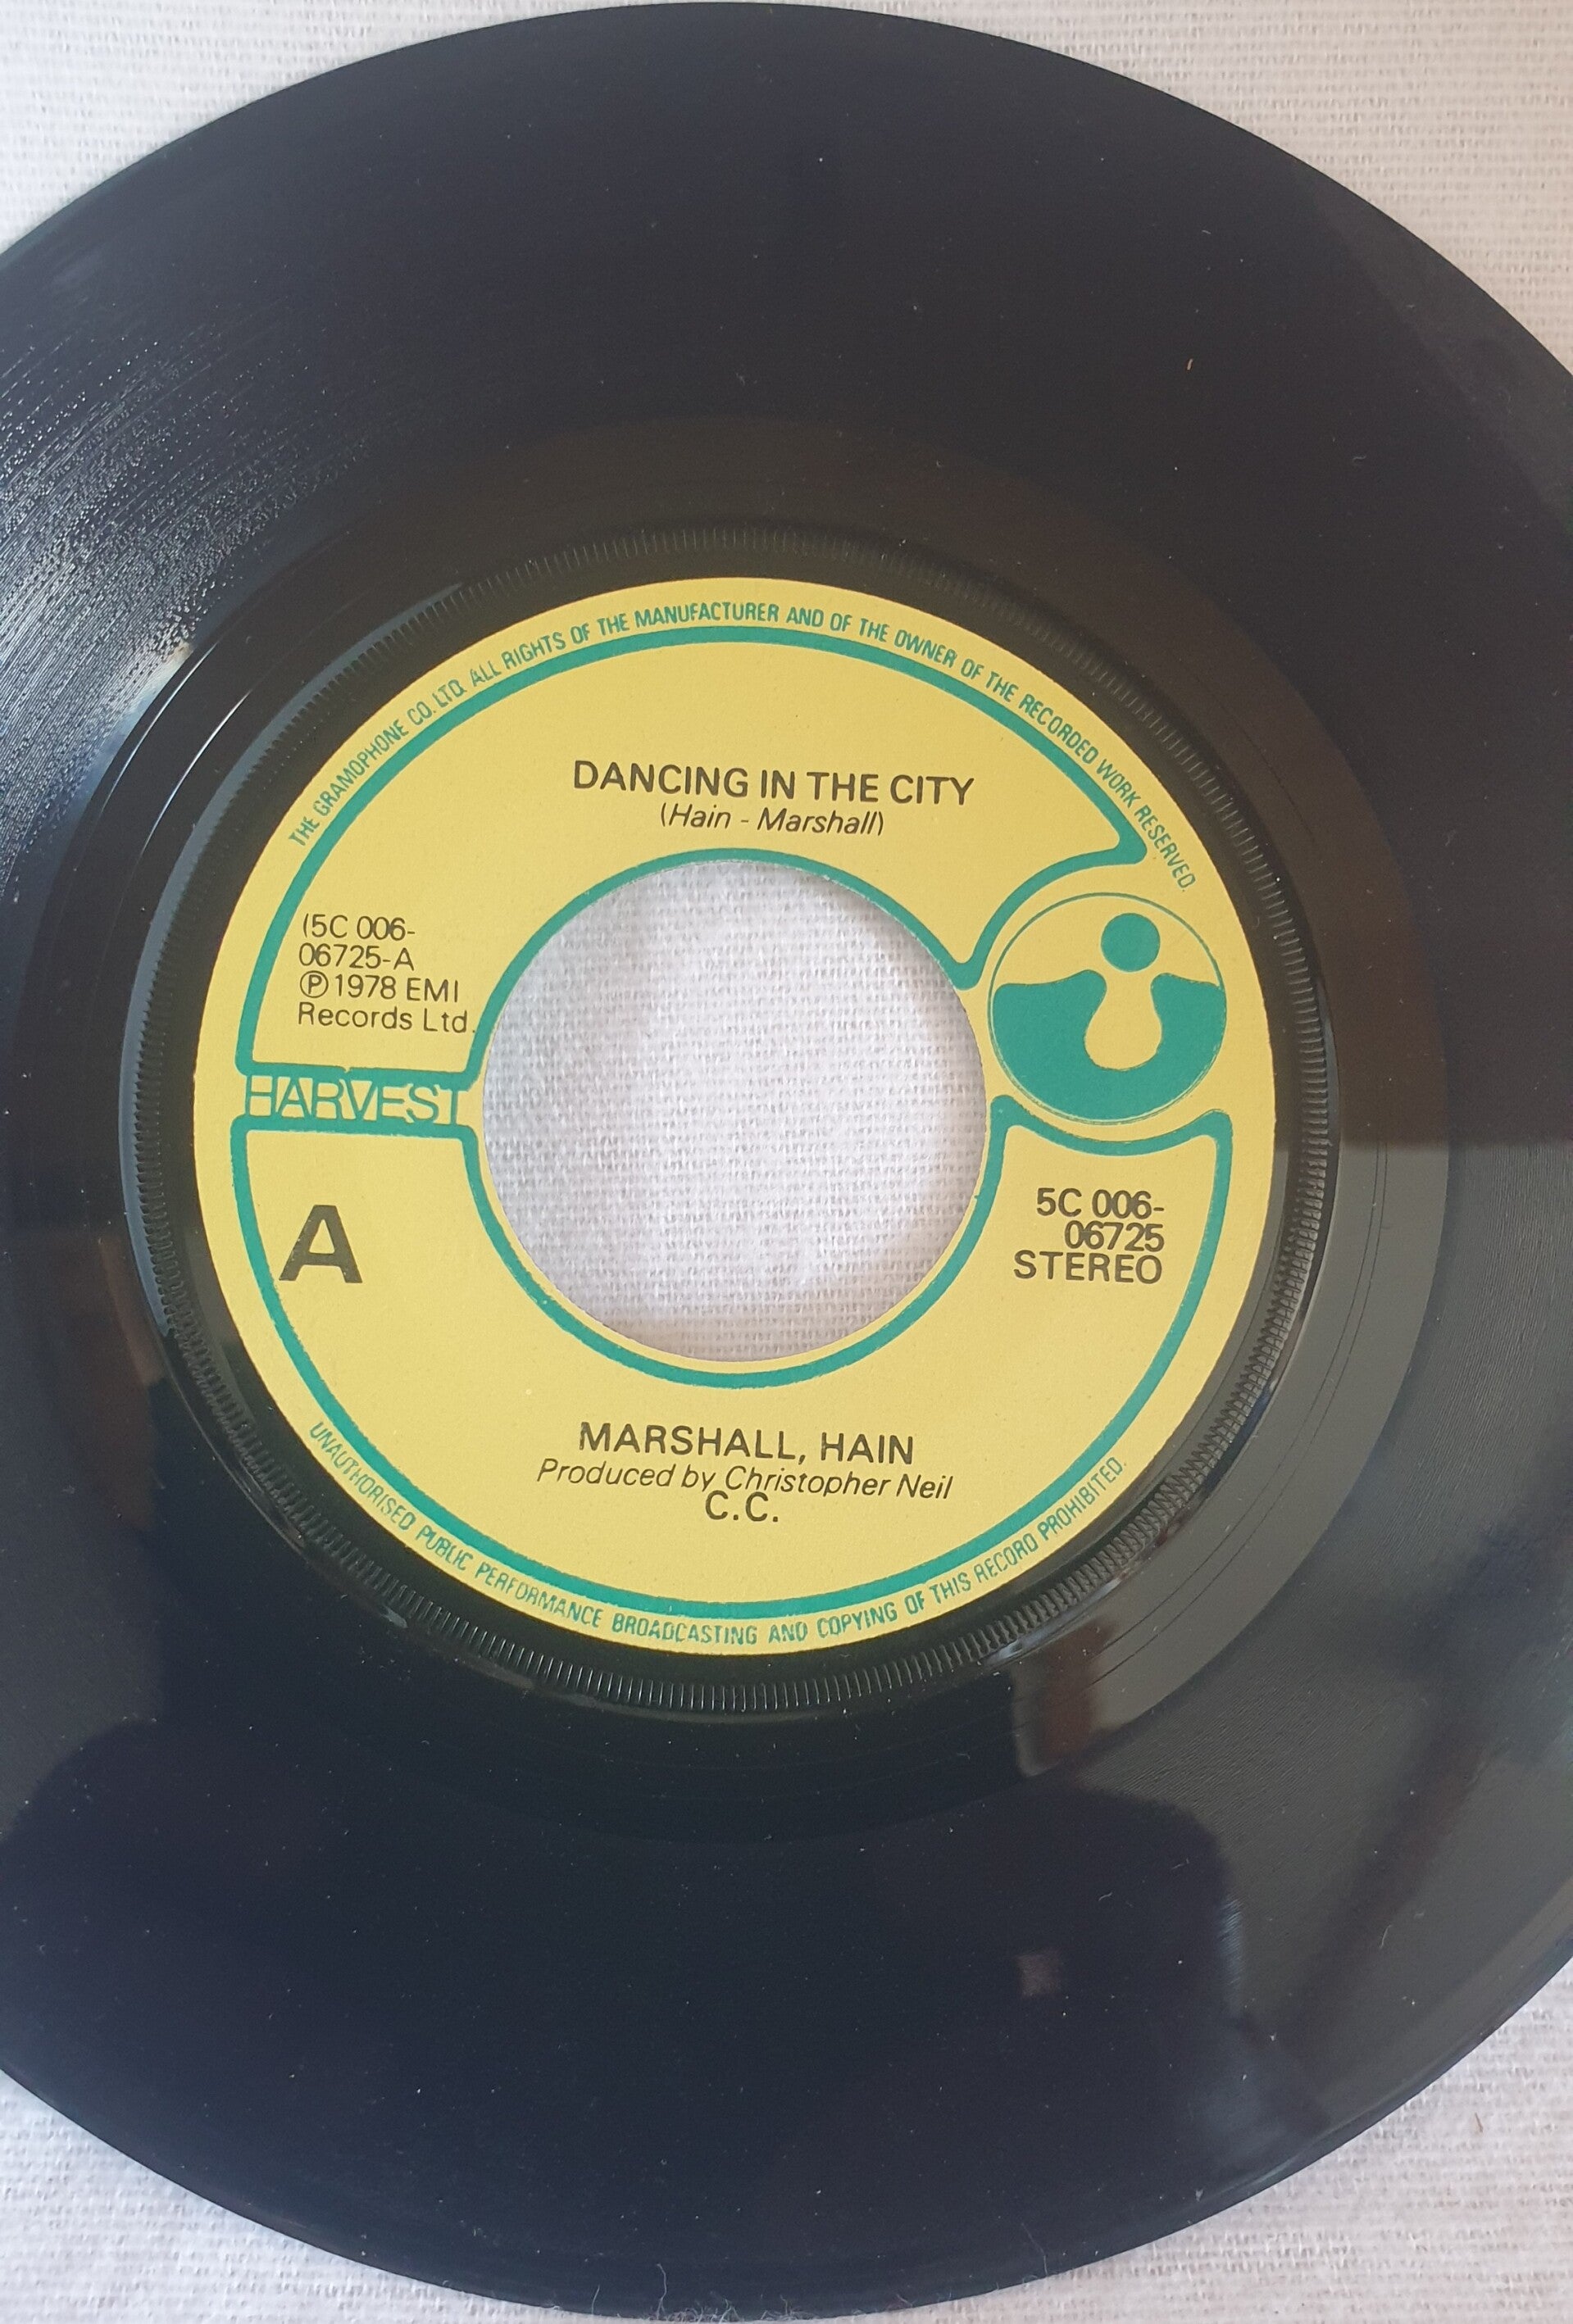 THE GRAMOPHONE CO. LTD. ALL RIGHTS OF THE MANUFACTURER AND OF THE OWNER OF THE RECORDED WORK RESERVED.
DANCING IN THE CITY
(Hain - Marshall)
(5C 006-
06725-A
℗ 1978 EMI
Records Ltd.
HARVEST
A
5C 006-
06725
STEREO
MARSHALL, HAIN
Produced by Christopher Neil
C.C.
UNAUTHORISED PUBLIC PERFORMANCE BROADCASTING AND COPYING OF THIS RECORD PROHIBITED.